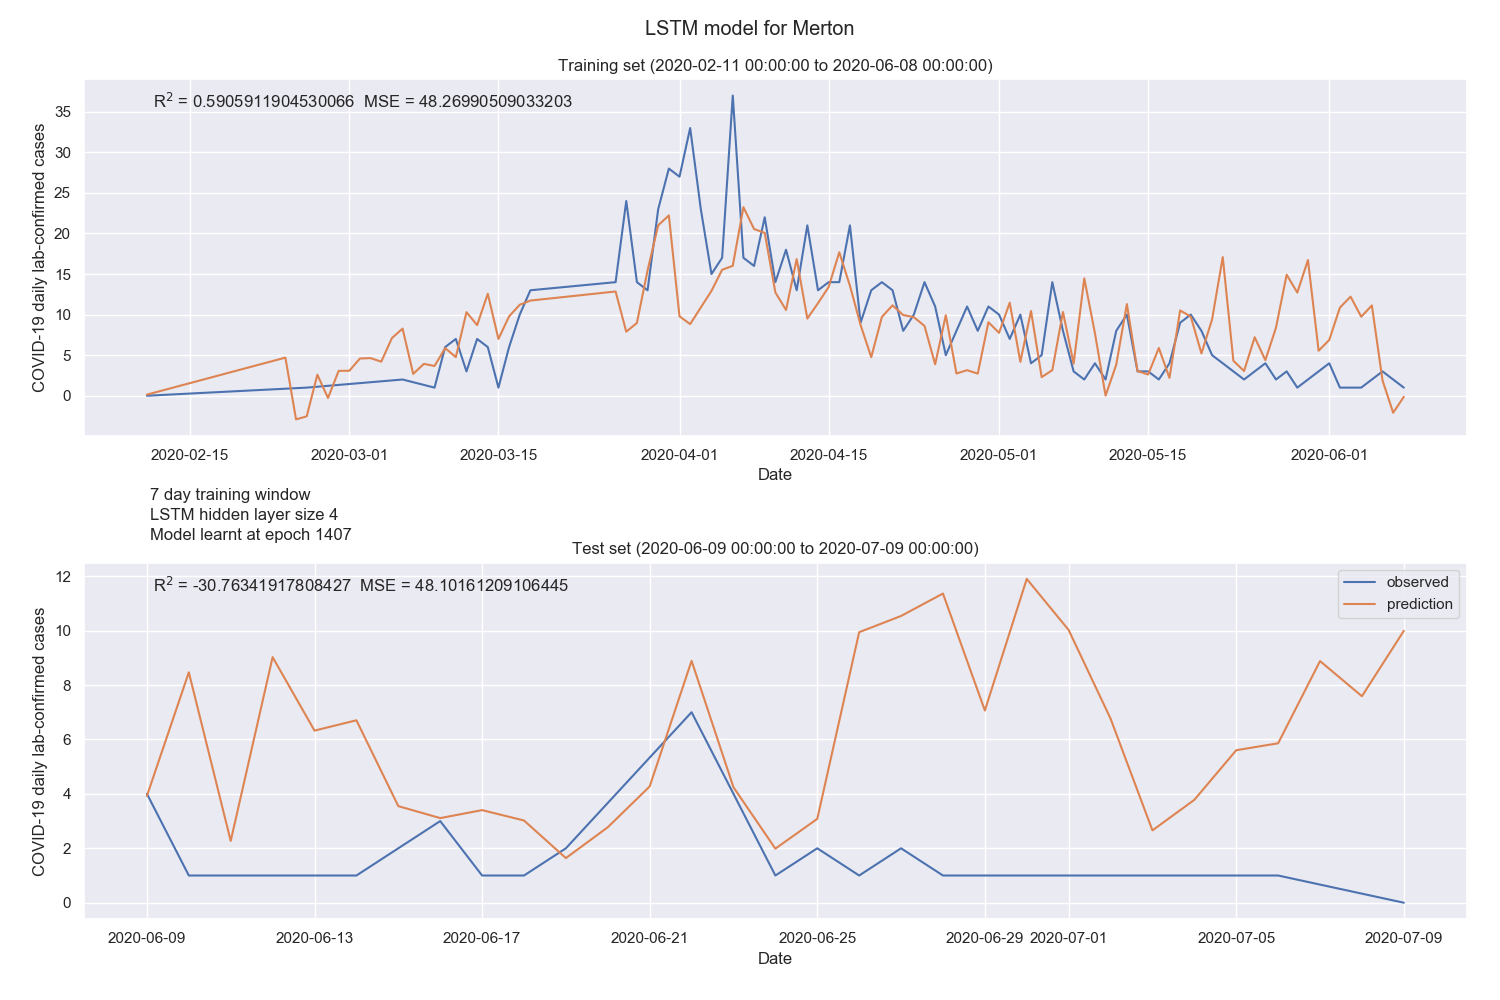 LSTM model for Merton
Training set (2020-02-11 00:00:00 to 2020-06-08 00:00:00)
R² = 0.5905911904530066 MSE = 48.26990509033203
COVID-19 daily lab-confirmed cases
35
30
25
20
15
10
5
0
2020-02-15 2020-03-01 2020-03-15 2020-04-01 2020-04-15 2020-05-01 2020-05-15 2020-06-01
Date
7 day training window
LSTM hidden layer size 4
Model learnt at epoch 1407
Test set (2020-06-09 00:00:00 to 2020-07-09 00:00:00)
R² = -30.76341917808427 MSE = 48.10161209106445
observed
prediction
COVID-19 daily lab-confirmed cases
12
10
8
6
4
2
0
2020-06-09 2020-06-13 2020-06-17 2020-06-21 2020-06-25 2020-06-29 2020-07-01 2020-07-05 2020-07-09
Date